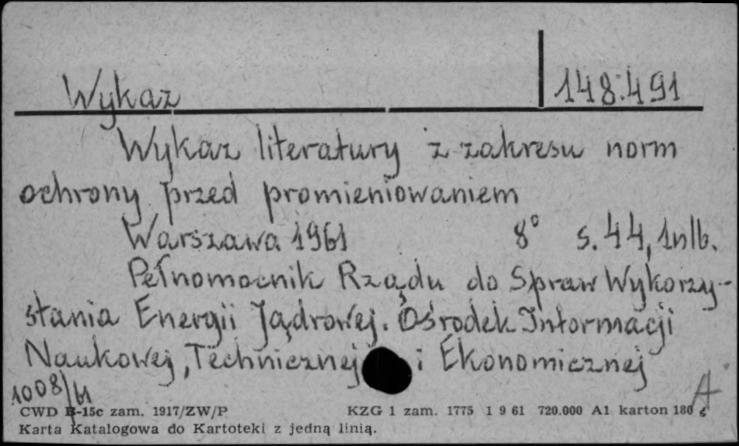 Wykaz 148.491
Wykaz literatury z zakresu norm
ochrony przed promieniowaniem
Warszawa 1961 8° s. 44, 1nlb.
Pełnomocnik Rządu do Spraw Wykorzy-
stania Energii Jądrowej. Ośrodek Informacji
Naukowej, Technicznej i Ekonomicznej
1008/61 A
CWD B-15c zam. 1917/ZW/P KZG 1 zam. 1775 1 9 61 720.000 A1 karton 180 g
Karta Katalogowa do Kartoteki z jedną linią.